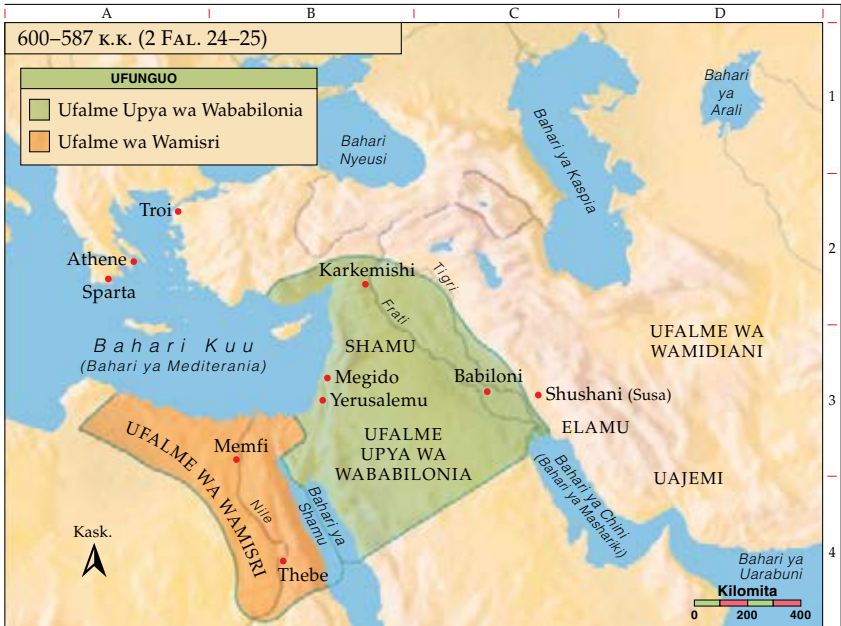 A B C D
600–587 K.K. (2 FAL. 24–25)
UFUNGUO
Ufalme Upya wa Wababilonia
Ufalme wa Wamisri
1
2
3
4
Bahari
ya
Arali
Bahari
Nyeusi
Bahari ya Kaspia
Troi
Athene
Sparta
Karkemishi
Tigri
Frati
Bahari Kuu
(Bahari ya Mediterania)
SHAMU
UFALME WA
WAMIDIANI
Megido
Yerusalemu
Babiloni
Shushani (Susa)
ELAMU
UFALME
UPYA WA
WABABILONIA
UFALME WA WAMISRI
Memfi
Nile
Thebe
Bahari ya
Shamu
Bahari ya Chini
(Bahari ya Mashariki)
UAJEMI
Kask.
Bahari ya
Uarabuni
Kilomita
0 200 400